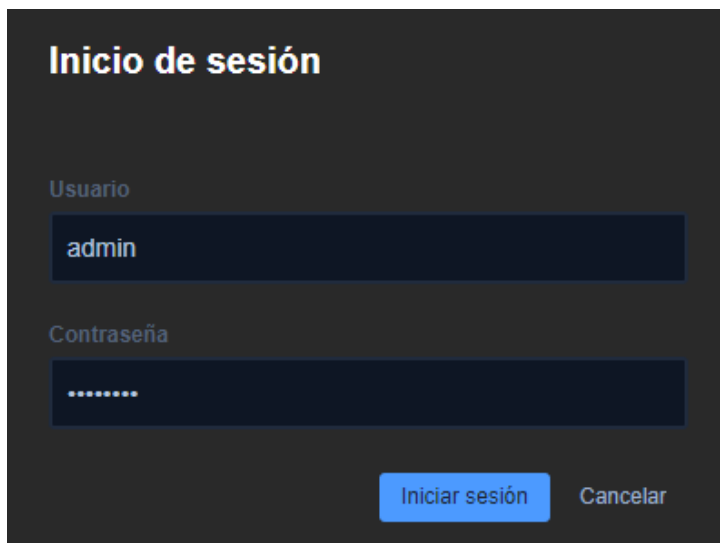 Inicio de sesión
Usuario
admin
Contraseña
••••••••
Iniciar sesión Cancelar